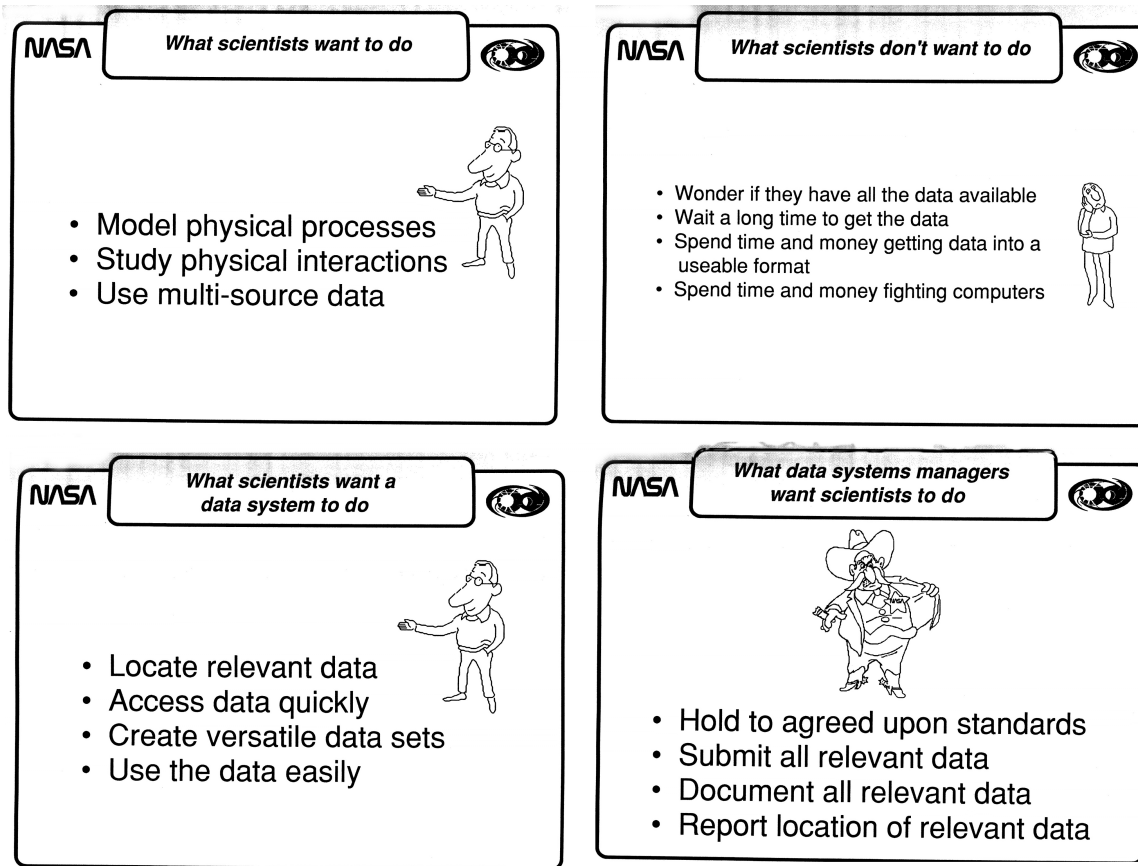 NASA
What scientists want to do
• Model physical processes
• Study physical interactions
• Use multi-source data
NASA
What scientists don't want to do
• Wonder if they have all the data available
• Wait a long time to get the data
• Spend time and money getting data into a
useable format
• Spend time and money fighting computers
NASA
What scientists want a
data system to do
• Locate relevant data
• Access data quickly
• Create versatile data sets
• Use the data easily
NASA
What data systems managers
want scientists to do
NASA
• Hold to agreed upon standards
• Submit all relevant data
• Document all relevant data
• Report location of relevant data